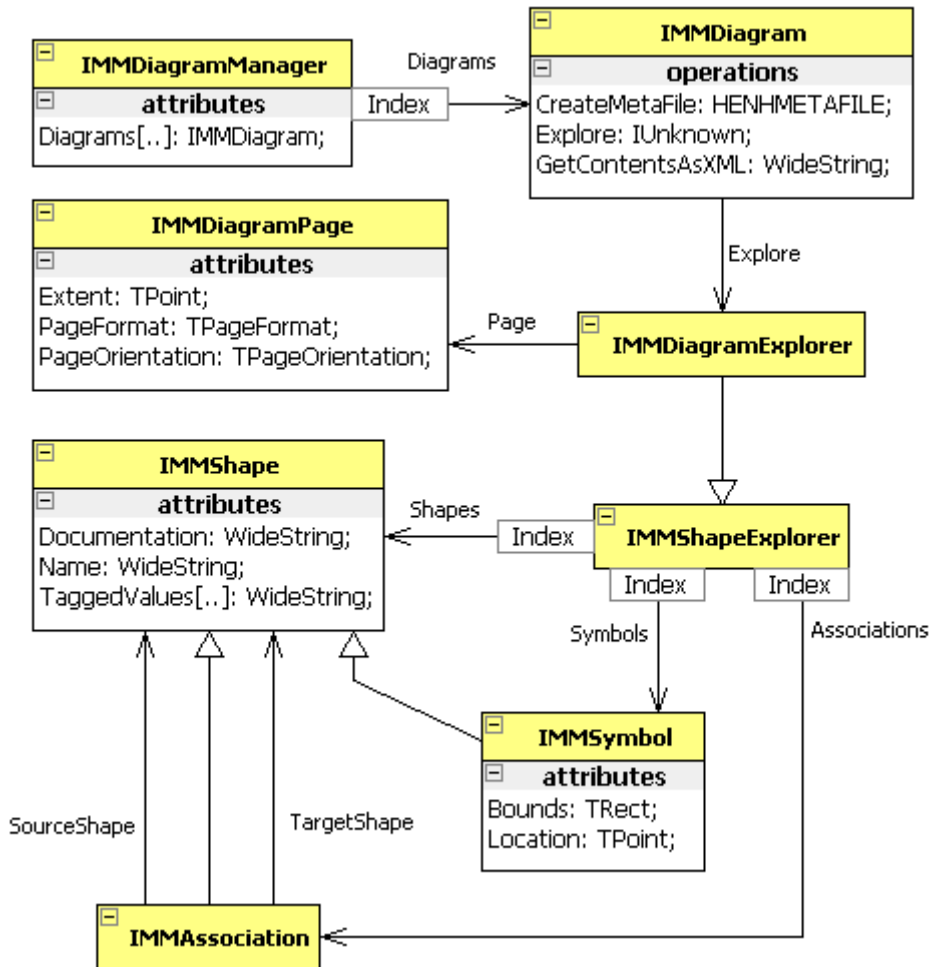 IMMDiagramManager
attributes
Diagrams[..]: IMMDiagram;
Index
Diagrams
IMMDiagram
operations
CreateMetaFile: HENHMETAFILE;
Explore: IUnknown;
GetContentsAsXML: WideString;
IMMDiagramPage
attributes
Extent: TPoint;
PageFormat: TPageFormat;
PageOrientation: TPageOrientation;
Explore
Page
IMMDiagramExplorer
IMMShape
attributes
Documentation: WideString;
Name: WideString;
TaggedValues[..]: WideString;
Shapes
Index
IMMShapeExplorer
Index
Index
Symbols
Associations
IMMSymbol
attributes
Bounds: TRect;
Location: TPoint;
SourceShape
TargetShape
IMMAssociation